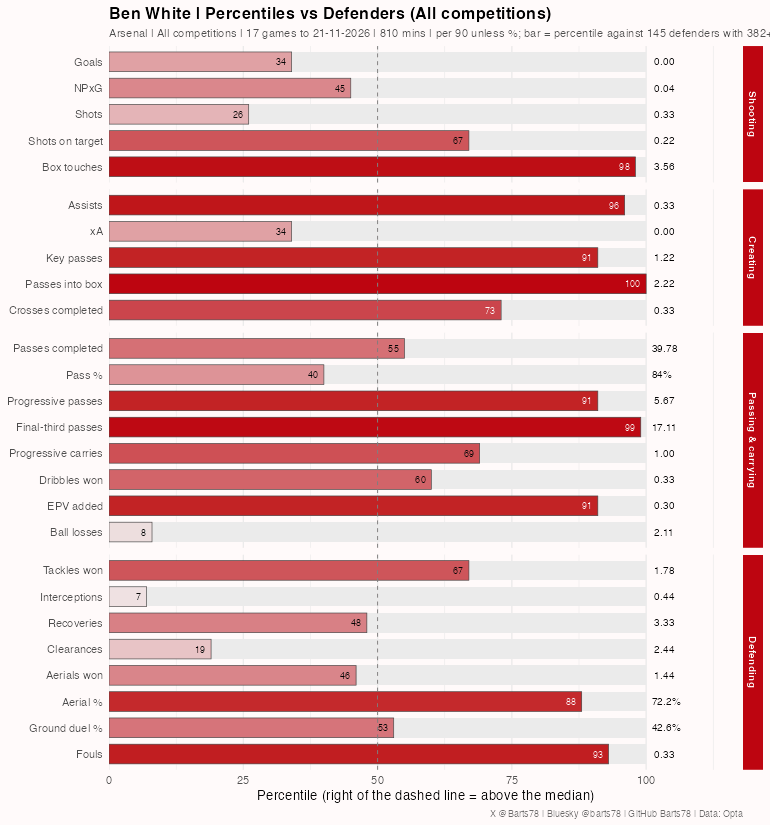 Ben White | Percentiles vs Defenders (All competitions)
Arsenal | All competitions | 17 games to 21-11-2026 | 810 mins | per 90 unless %; bar = percentile against 145 defenders with 382+
Goals 34 0.00
NPxG 45 0.04
Shots 26 0.33
Shots on target 67 0.22
Box touches 98 3.56
Shooting
Assists 96 0.33
xA 34 0.00
Key passes 91 1.22
Passes into box 100 2.22
Crosses completed 73 0.33
Creating
Passes completed 55 39.78
Pass % 40 84%
Progressive passes 91 5.67
Final-third passes 99 17.11
Progressive carries 69 1.00
Dribbles won 60 0.33
EPV added 91 0.30
Ball losses 8 2.11
Passing & carrying
Tackles won 67 1.78
Interceptions 7 0.44
Recoveries 48 3.33
Clearances 19 2.44
Aerials won 46 1.44
Aerial % 88 72.2%
Ground duel % 53 42.6%
Fouls 93 0.33
Defending
0 25 50 75 100
Percentile (right of the dashed line = above the median)
X @Barts78 | Bluesky @barts78 | GitHub Barts78 | Data: Opta